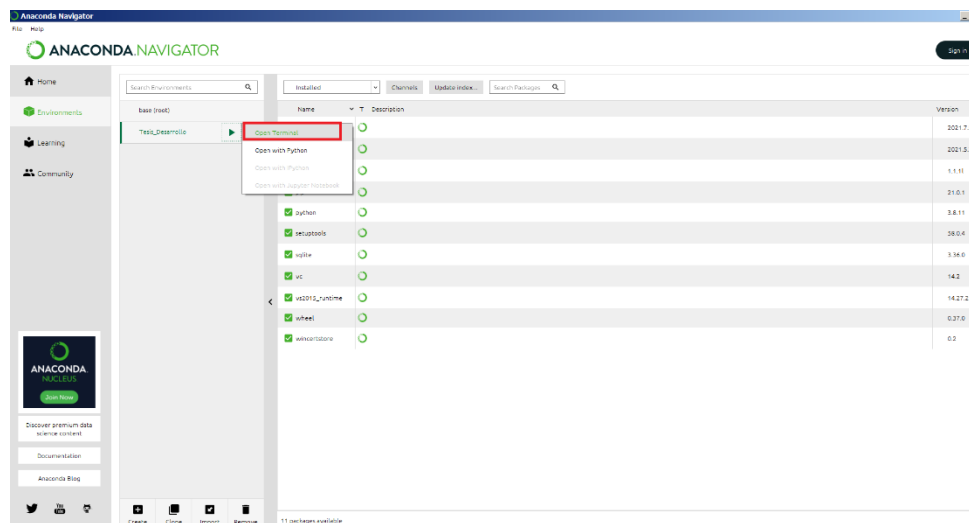 Anaconda Navigator
File Help
ANACONDA.NAVIGATOR
Sign in
Home
Environments
Learning
Community
ANACONDA.
NUCLEUS
Join Now
Discover premium data
science content
Documentation
Anaconda Blog
Search Environments
base (root)
Tesis_Desarrollo
Open Terminal
Open with Python
Open with IPython
Open with Jupyter Notebook
Create Clone Import Remove
Installed Channels Update index... Search Packages
Name T Description Version
2021.7.
2021.5.
1.1.1l
21.0.1
python 3.8.11
setuptools 58.0.4
sqlite 3.36.0
vc 14.2
vs2015_runtime 14.27.2
wheel 0.37.0
wincertstore 0.2
11 packages available